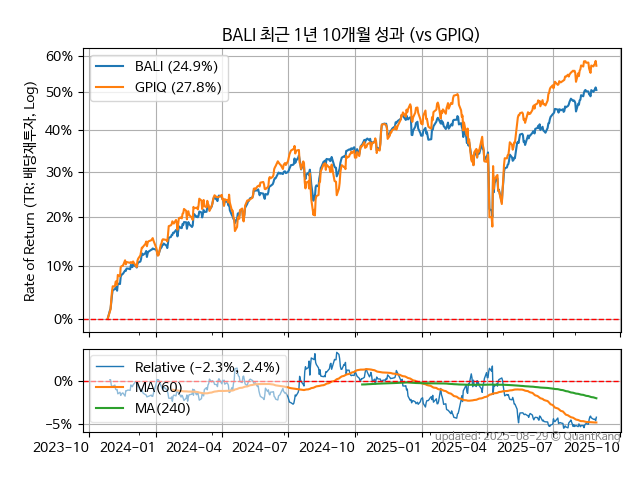 BALI 최근 1년 10개월 성과 (vs GPIQ)
60%
50%
40%
30%
20%
10%
0%
Rate of Return (TR: 배당재투자, Log)
BALI (24.9%)
GPIQ (27.8%)
0%
−5%
Relative (−2.3%, 2.4%)
MA(60)
MA(240)
updated: 2025-08-29 © QuantKang
2023-10
2024-01
2024-04
2024-07
2024-10
2025-01
2025-04
2025-07
2025-10